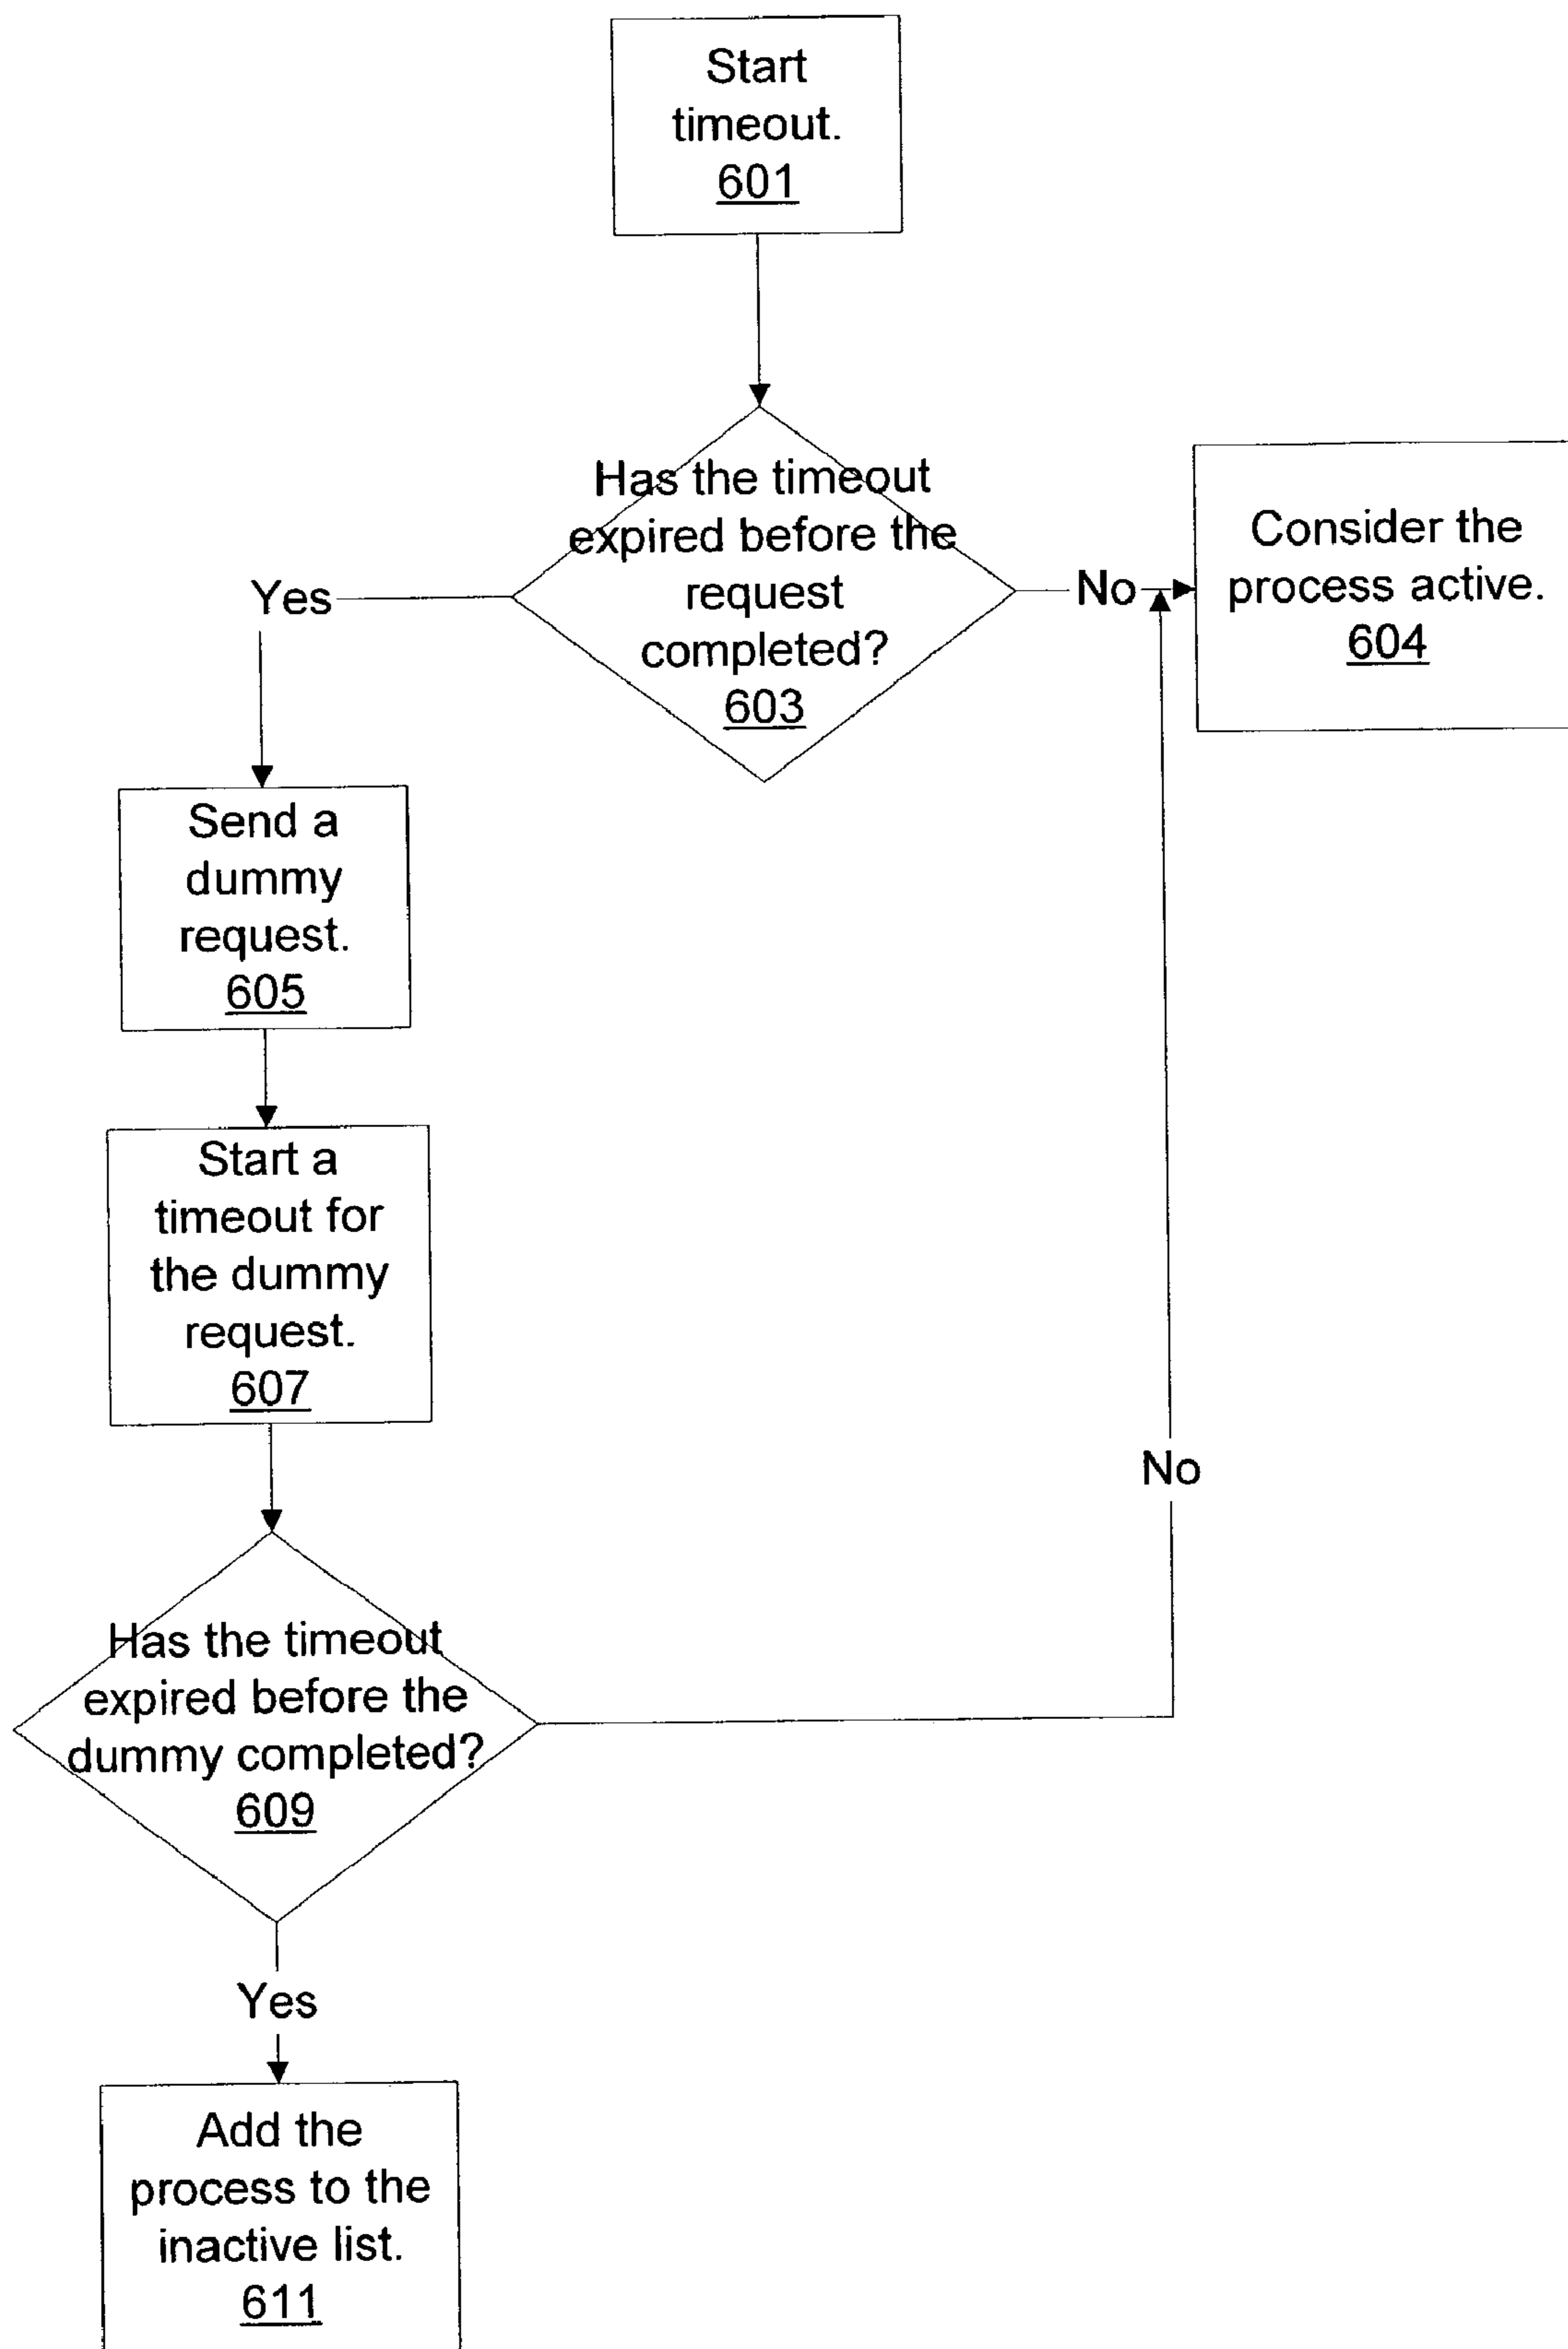 Start
timeout.
601
Has the timeout
expired before the
request
completed?
603
Yes
No
Consider the
process active.
604
Send a
dummy
request.
605
Start a
timeout for
the dummy
request.
607
No
Has the timeout
expired before the
dummy completed?
609
Yes
Add the
process to the
inactive list.
611